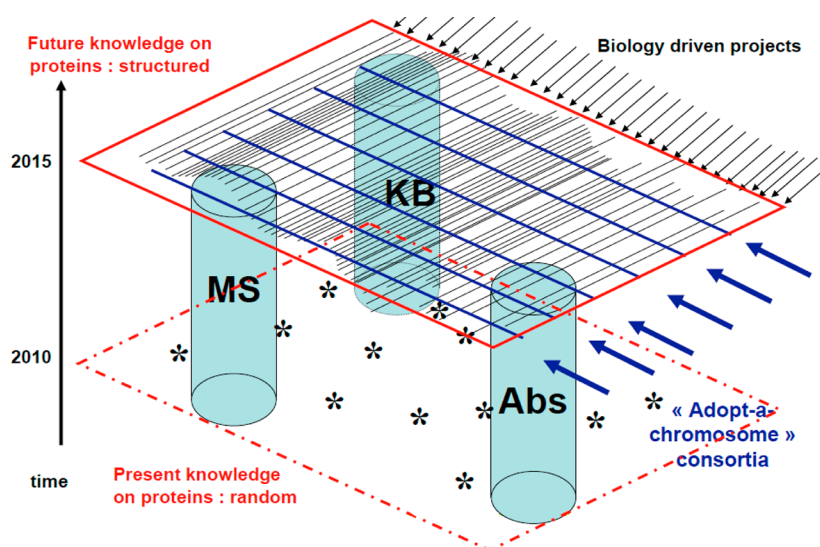 Future knowledge on
proteins : structured
Biology driven projects
2015
KB
MS
2010
Abs
« Adopt-a-
chromosome »
consortia
time
Present knowledge
on proteins : random